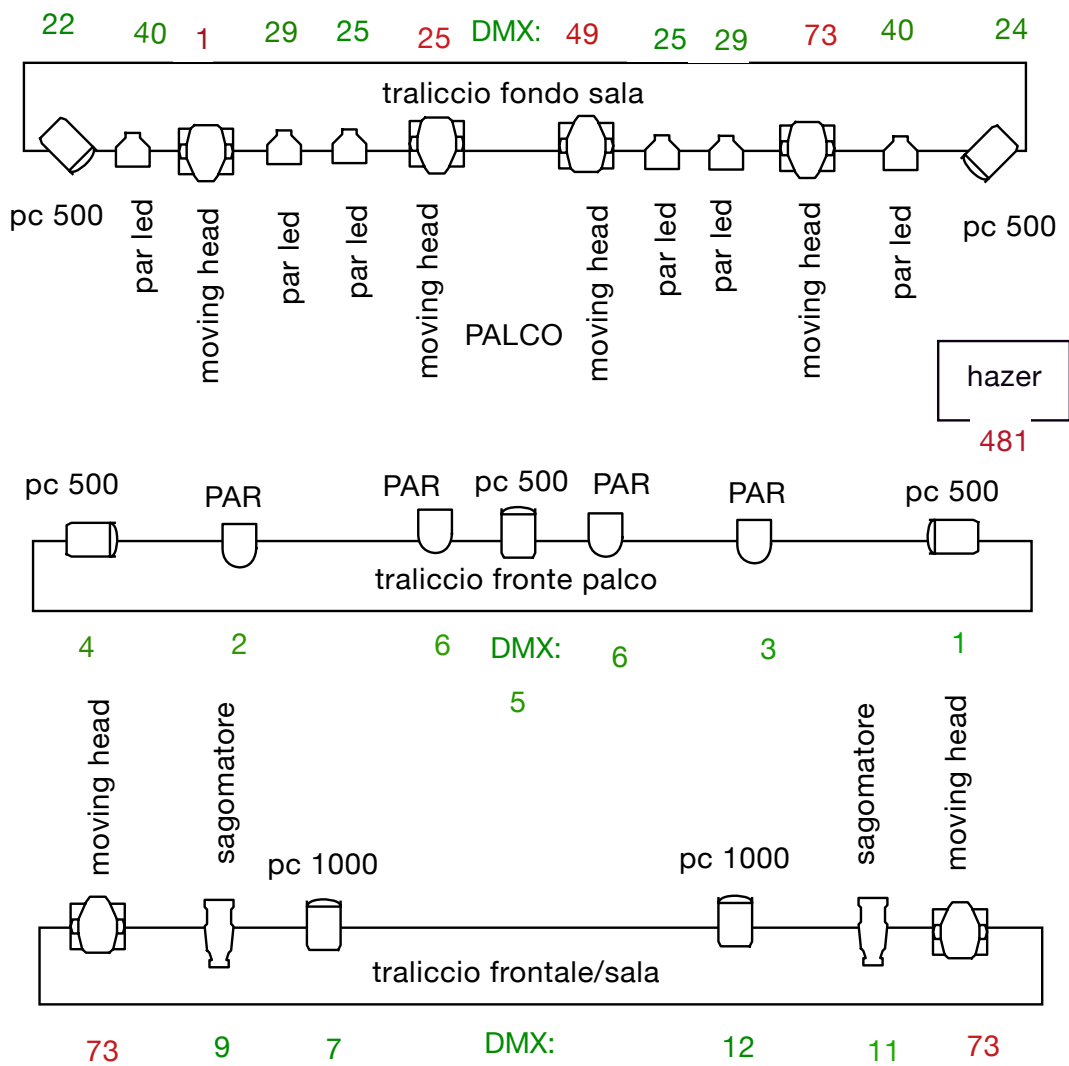 22 40 1 29 25 25 DMX: 49 25 29 73 40 24
traliccio fondo sala
pc 500 par led moving head par led par led moving head moving head par led par led moving head par led pc 500
PALCO
hazer
481
pc 500 PAR PAR pc 500 PAR PAR pc 500
traliccio fronte palco
4 2 6 DMX: 6 3 1
5
moving head sagomatore pc 1000 pc 1000 sagomatore moving head
traliccio frontale/sala
73 9 7 DMX: 12 11 73